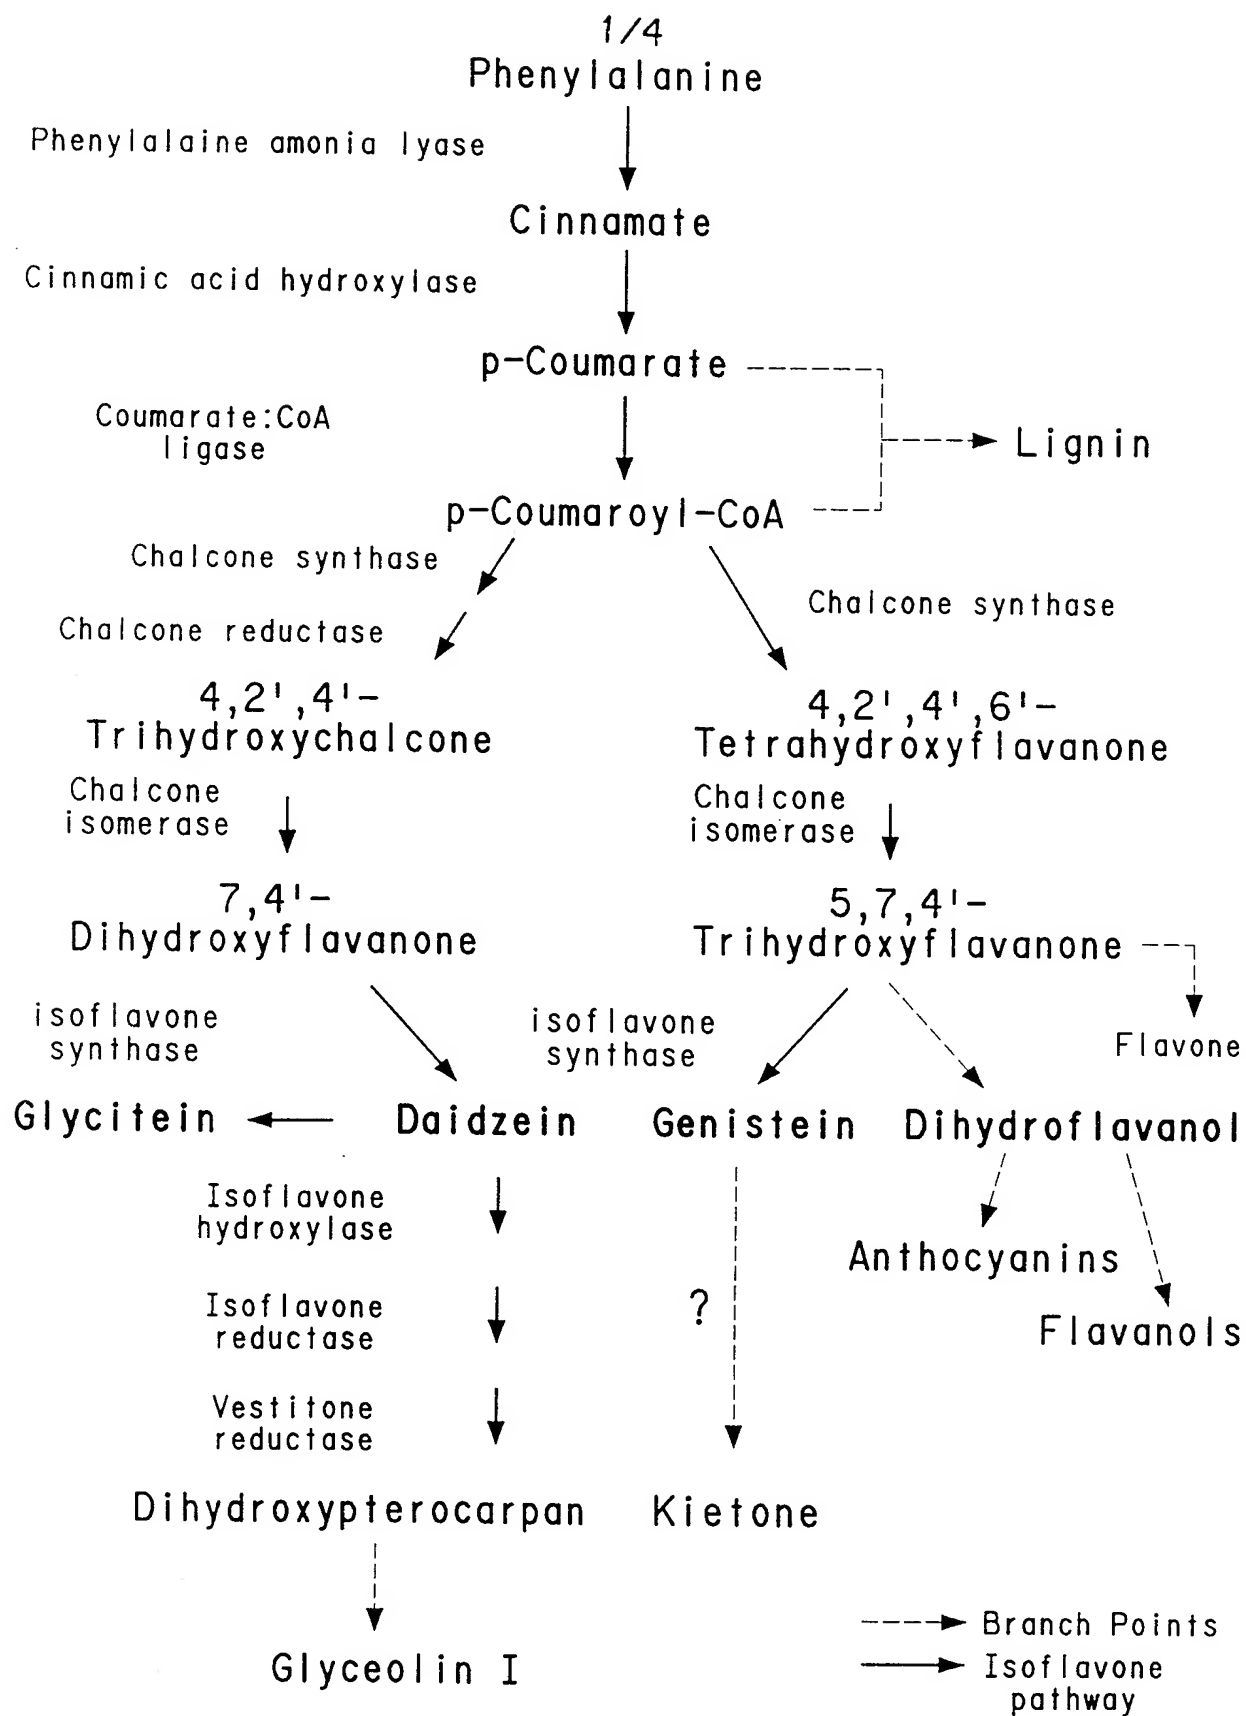 1/4
Phenylalanine
Phenylalaine amonia lyase
Cinnamate
Cinnamic acid hydroxylase
p-Coumarate
Coumarate:CoA
ligase
Lignin
p-Coumaroyl-CoA
Chalcone synthase
Chalcone synthase
Chalcone reductase
4,2',4'-
Trihydroxychalcone
4,2',4',6'-
Tetrahydroxyflavanone
Chalcone
isomerase
Chalcone
isomerase
7,4'-
Dihydroxyflavanone
5,7,4'-
Trihydroxyflavanone
isoflavone
synthase
isoflavone
synthase
Flavone
Glycitein
Daidzein
Genistein
Dihydroflavanol
Isoflavone
hydroxylase
Anthocyanins
Isoflavone
reductase
?
Flavanols
Vestitone
reductase
Dihydroxypterocarpan
Kietone
Glyceolin I
Branch Points
Isoflavone
pathway